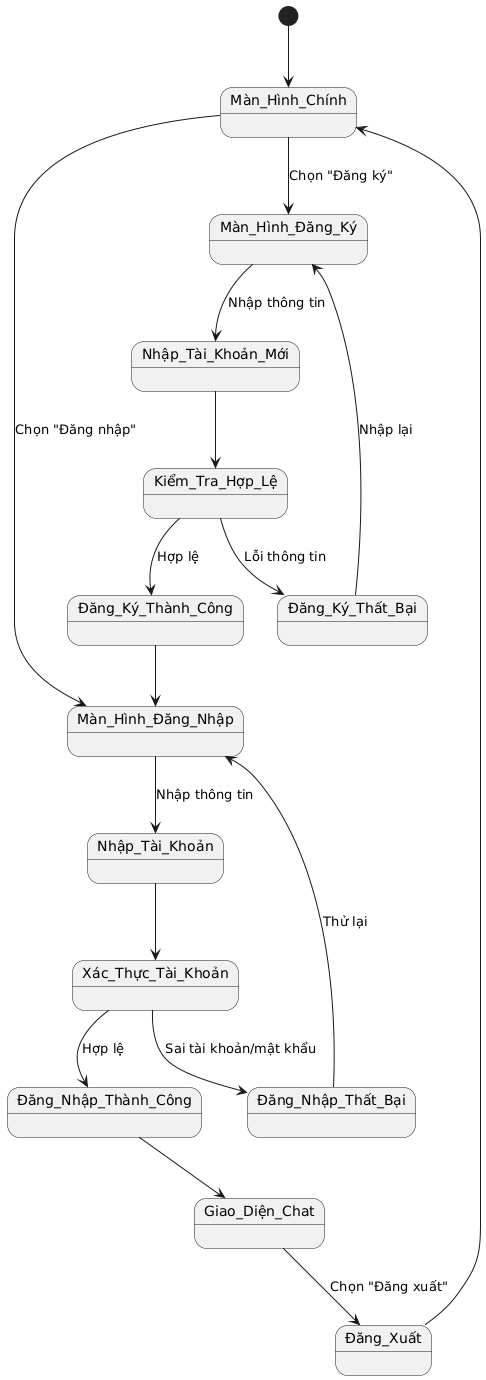 Màn_Hình_Chính
Chọn "Đăng ký"
Màn_Hình_Đăng_Ký
Nhập thông tin
Nhập_Tài_Khoản_Mới
Chọn "Đăng nhập"
Nhập lại
Kiểm_Tra_Hợp_Lệ
Hợp lệ
Lỗi thông tin
Đăng_Ký_Thành_Công
Đăng_Ký_Thất_Bại
Màn_Hình_Đăng_Nhập
Nhập thông tin
Nhập_Tài_Khoản
Thử lại
Xác_Thực_Tài_Khoản
Hợp lệ
Sai tài khoản/mật khẩu
Đăng_Nhập_Thành_Công
Đăng_Nhập_Thất_Bại
Giao_Diện_Chat
Chọn "Đăng xuất"
Đăng_Xuất